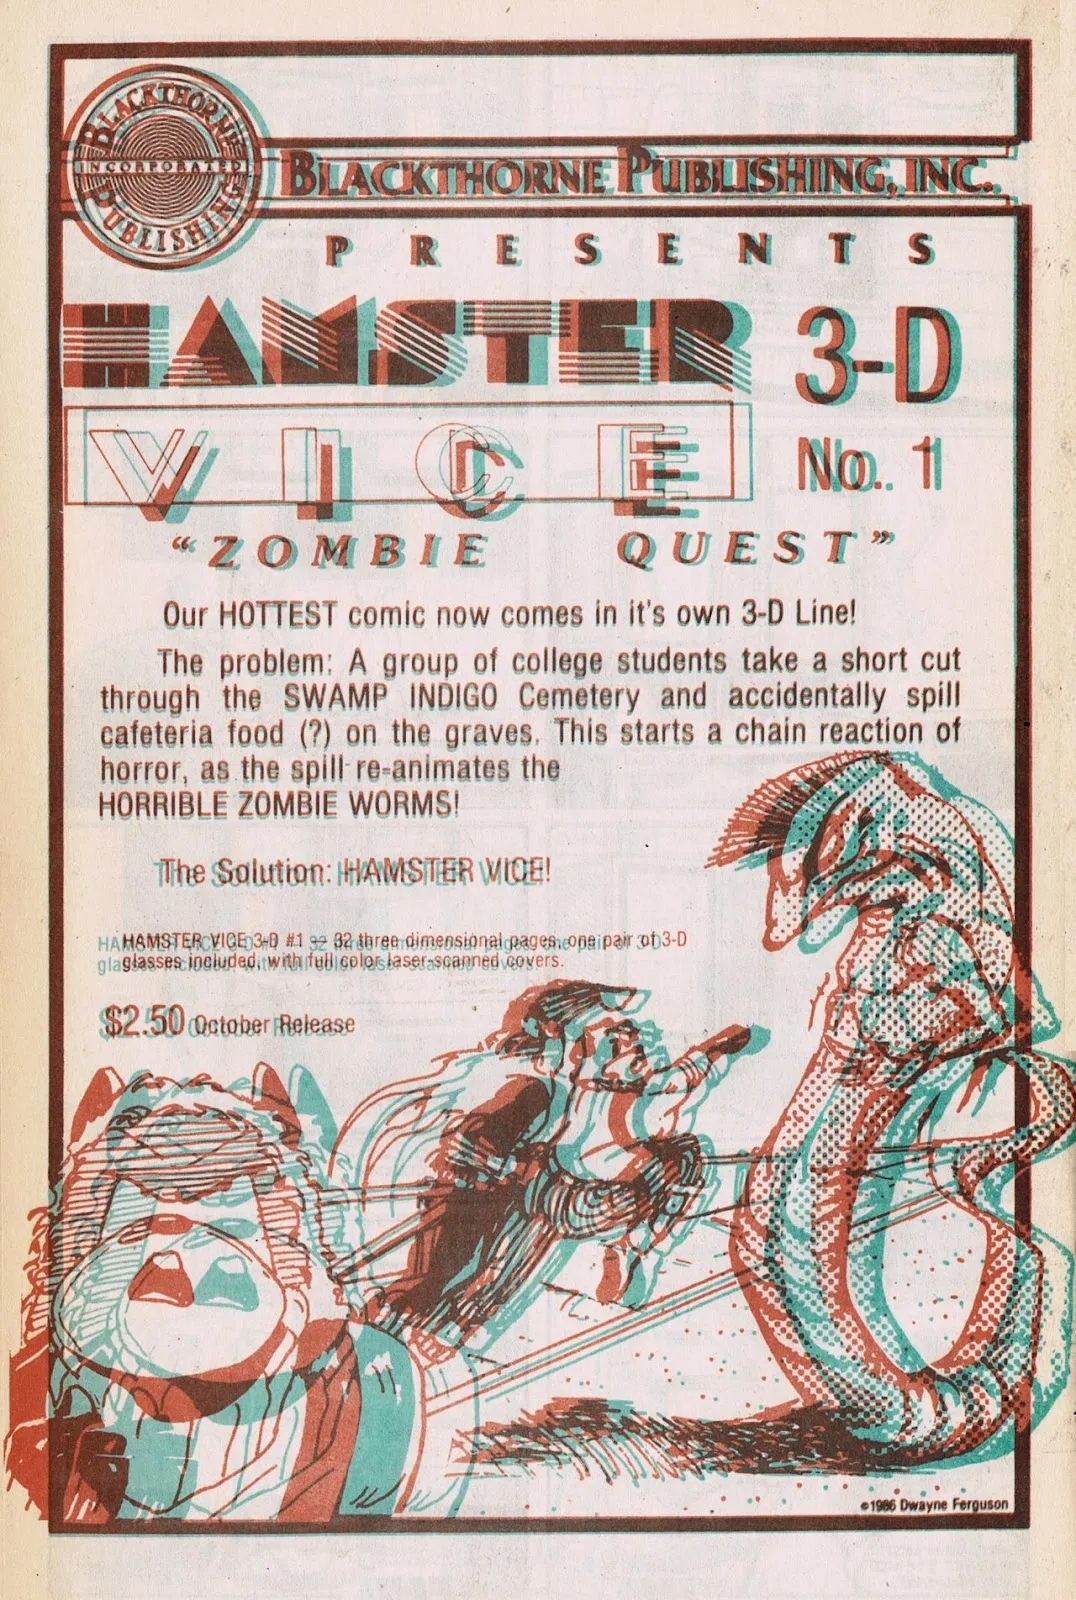 BLACKTHORNE
INCORPORATED
PUBLISHING
BLACKTHORNE PUBLISHING, INC.
PRESENTS
HAMSTER 3-D
VICE No. 1
“ZOMBIE QUEST”
Our HOTTEST comic now comes in it's own 3-D Line!
The problem: A group of college students take a short cut
through the SWAMP INDIGO Cemetery and accidentally spill
cafeteria food (?) on the graves. This starts a chain reaction of
horror, as the spill re-animates the
HORRIBLE ZOMBIE WORMS!
The Solution: HAMSTER VICE!
HAMSTER VICE 3-D #1 — 32 three dimensional pages, one pair of 3-D
glasses included, with full color laser-scanned covers.
$2.50 October Release
©1986 Dwayne Ferguson